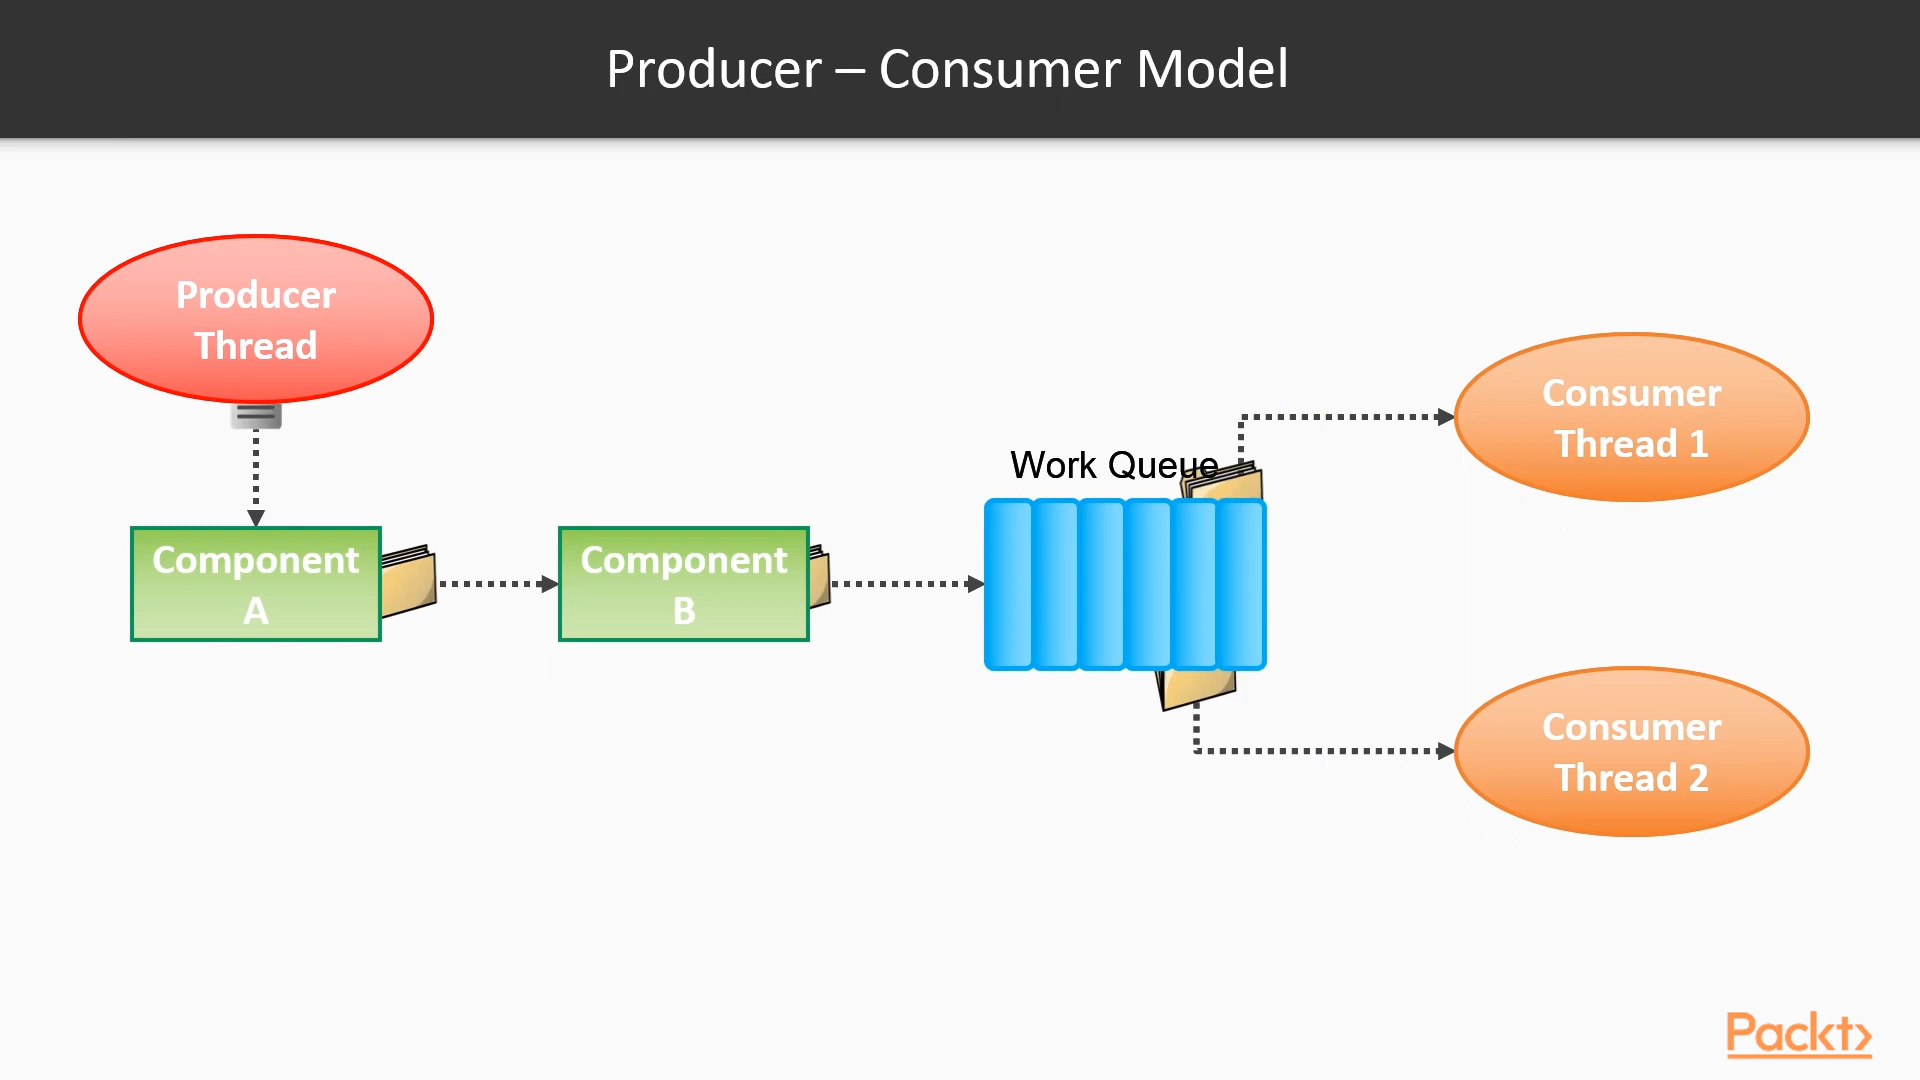 Producer – Consumer Model
Producer
Thread
Component
A
Component
B
Work Queue
Consumer
Thread 1
Consumer
Thread 2
Packt>